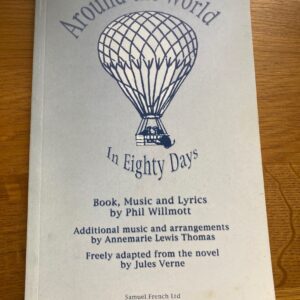 Around the World
In Eighty Days
Book, Music and Lyrics
by Phil Willmott
Additional music and arrangements
by Annemarie Lewis Thomas
Freely adapted from the novel
by Jules Verne
Samuel French Ltd